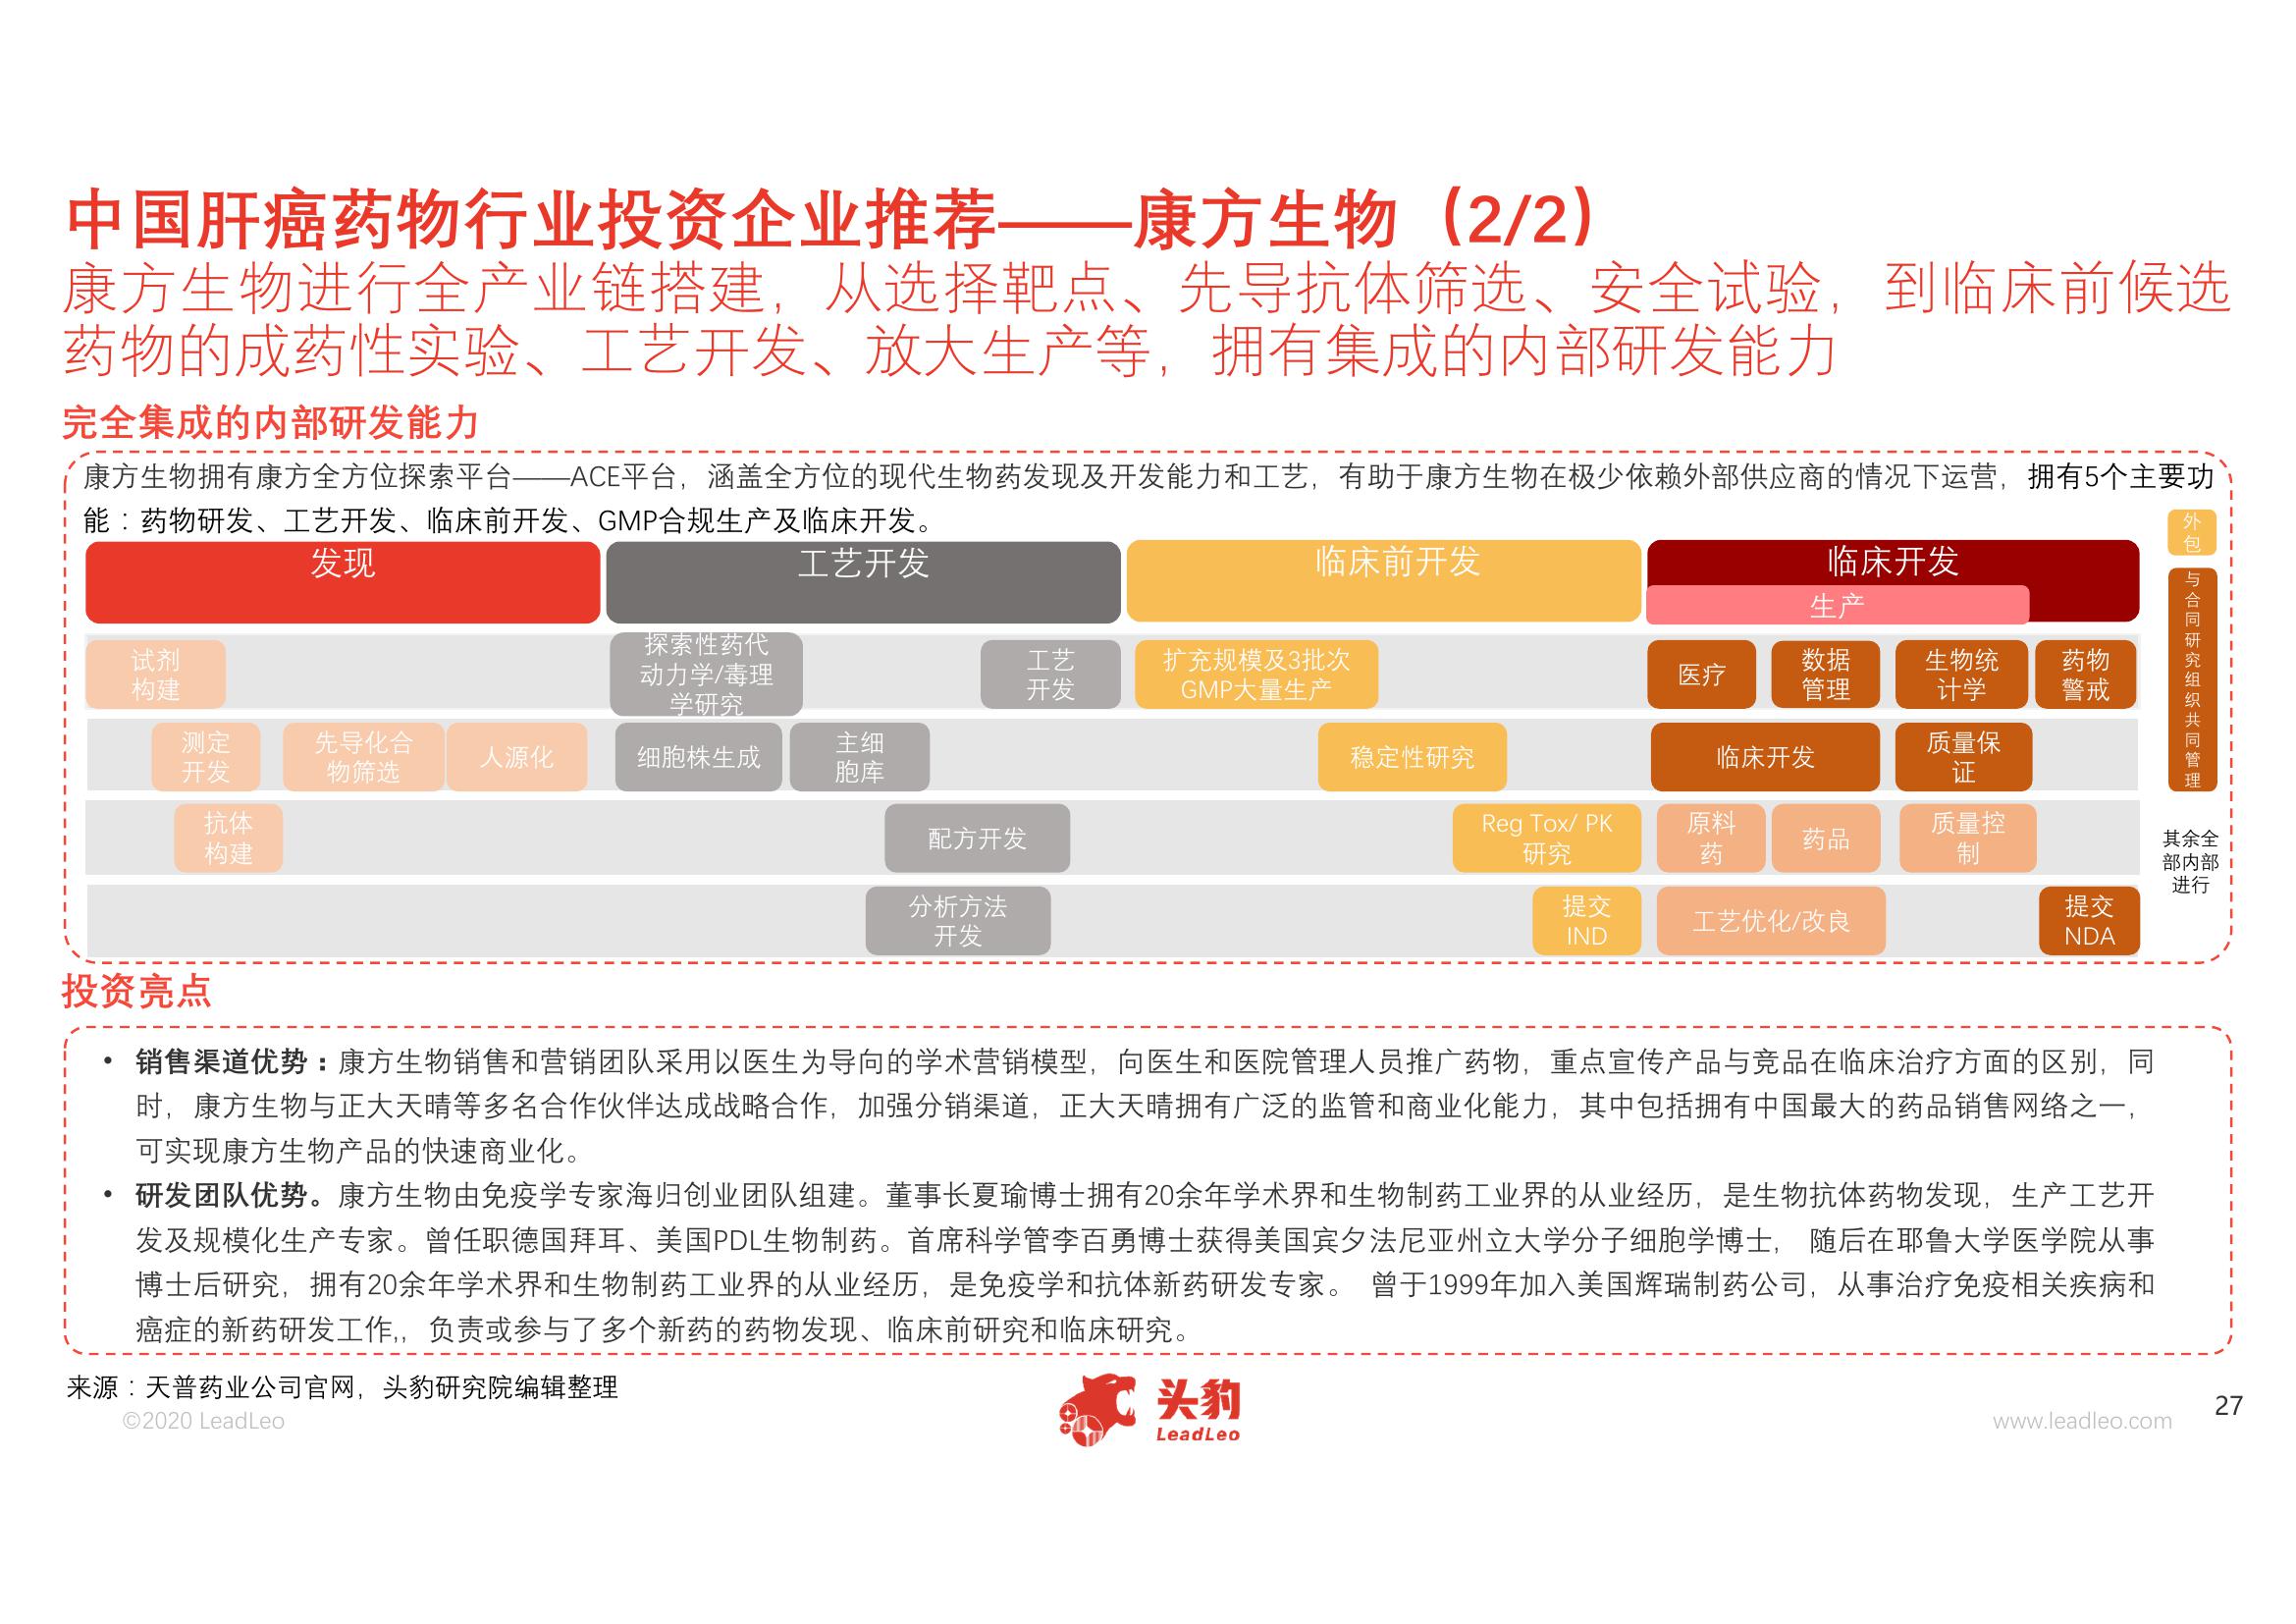 中国肝癌药物行业投资企业推荐——康方生物（2/2）
康方生物进行全产业链搭建，从选择靶点、先导抗体筛选、安全试验，到临床前候选
药物的成药性实验、工艺开发、放大生产等，拥有集成的内部研发能力
完全集成的内部研发能力
康方生物拥有康方全方位探索平台——ACE平台，涵盖全方位的现代生物药发现及开发能力和工艺，有助于康方生物在极少依赖外部供应商的情况下运营，拥有5个主要功
能：药物研发、工艺开发、临床前开发、GMP合规生产及临床开发。
发现
工艺开发
临床前开发
临床开发
生产
外
包
与
合
同
研
究
组
织
共
同
管
理
其余全
部内部
进行
试剂
构建
探索性药代
动力学/毒理
学研究
工艺
开发
扩充规模及3批次
GMP大量生产
医疗
数据
管理
生物统
计学
药物
警戒
测定
开发
先导化合
物筛选
人源化
细胞株生成
主细
胞库
稳定性研究
临床开发
质量保
证
抗体
构建
配方开发
Reg Tox/ PK
研究
原料
药
药品
质量控
制
分析方法
开发
提交
IND
工艺优化/改良
提交
NDA
投资亮点
• 销售渠道优势：康方生物销售和营销团队采用以医生为导向的学术营销模型，向医生和医院管理人员推广药物，重点宣传产品与竞品在临床治疗方面的区别，同
时，康方生物与正大天晴等多名合作伙伴达成战略合作，加强分销渠道，正大天晴拥有广泛的监管和商业化能力，其中包括拥有中国最大的药品销售网络之一，
可实现康方生物产品的快速商业化。
• 研发团队优势。康方生物由免疫学专家海归创业团队组建。董事长夏瑜博士拥有20余年学术界和生物制药工业界的从业经历，是生物抗体药物发现，生产工艺开
发及规模化生产专家。曾任职德国拜耳、美国PDL生物制药。首席科学管李百勇博士获得美国宾夕法尼亚州立大学分子细胞学博士， 随后在耶鲁大学医学院从事
博士后研究，拥有20余年学术界和生物制药工业界的从业经历，是免疫学和抗体新药研发专家。 曾于1999年加入美国辉瑞制药公司，从事治疗免疫相关疾病和
癌症的新药研发工作,，负责或参与了多个新药的药物发现、临床前研究和临床研究。
来源：天普药业公司官网，头豹研究院编辑整理
©2020 LeadLeo
头豹
LeadLeo
www.leadleo.com
27